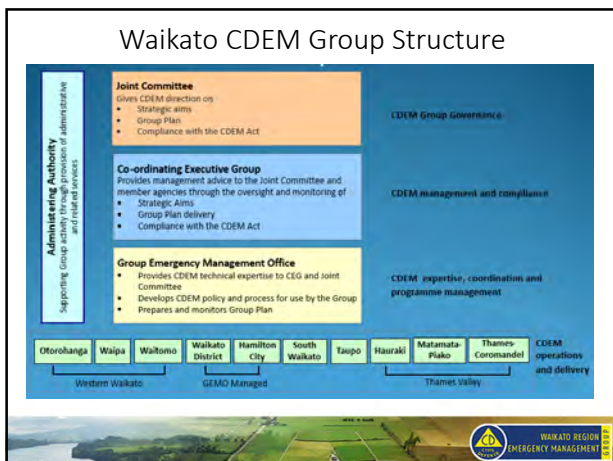 Waikato CDEM Group Structure
Administering Authority
Supporting Group activity through provision of administrative
and related services
Joint Committee
Gives CDEM direction on
• Strategic aims
• Group Plan
• Compliance with the CDEM Act
CDEM Group Governance
Co-ordinating Executive Group
Provides management advice to the Joint Committee and
member agencies through the oversight and monitoring of
• Strategic Aims
• Group Plan delivery
• Compliance with the CDEM Act
CDEM management and compliance
Group Emergency Management Office
• Provides CDEM technical expertise to CEG and Joint
Committee
• Develops CDEM policy and process for use by the Group
• Prepares and monitors Group Plan
CDEM expertise, coordination and
programme management
Otorohanga
Waipa
Waitomo
Waikato
District
Hamilton
City
South
Waikato
Taupo
Hauraki
Matamata-
Piako
Thames-
Coromandel
CDEM
operations
and delivery
Western Waikato
GEMO Managed
Thames Valley
CD
CIVIL
DEFENCE
WAIKATO REGION
EMERGENCY MANAGEMENT
GROUP